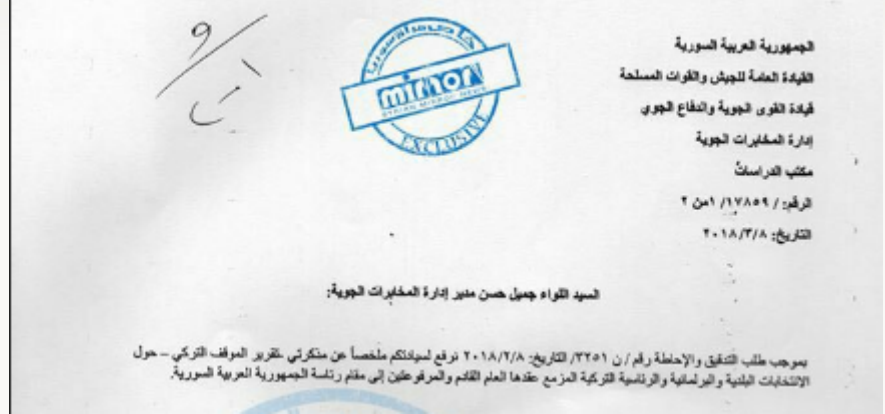 الجمهورية العربية السورية
القيادة العامة للجيش والقوات المسلحة
قيادة القوى الجوية والدفاع الجوي
إدارة المخابرات الجوية
مكتب الدراسات
الرقم: / ١٧٨٥٩/ ١من ٢
التاريخ: ٢٠١٨/٣/٨
mirror
SYRIAN MIRROR NEWS
EXCLUSIVE
السيد اللواء جميل حسن مدير إدارة المخابرات الجوية:
بموجب طلب التدقيق والإحاطة رقم / ن ٣٢٥١/ التاريخ: ٢٠١٨/٢/٨ نرفع لسيادتكم ملخصاً عن مذكرتي تقرير الموقف التركي – حول
الانتخابات البلدية والبرلمانية والرئاسية التركية المزمع عقدها العام القادم والمرفوعتين إلى مقام رئاسة الجمهورية العربية السورية.